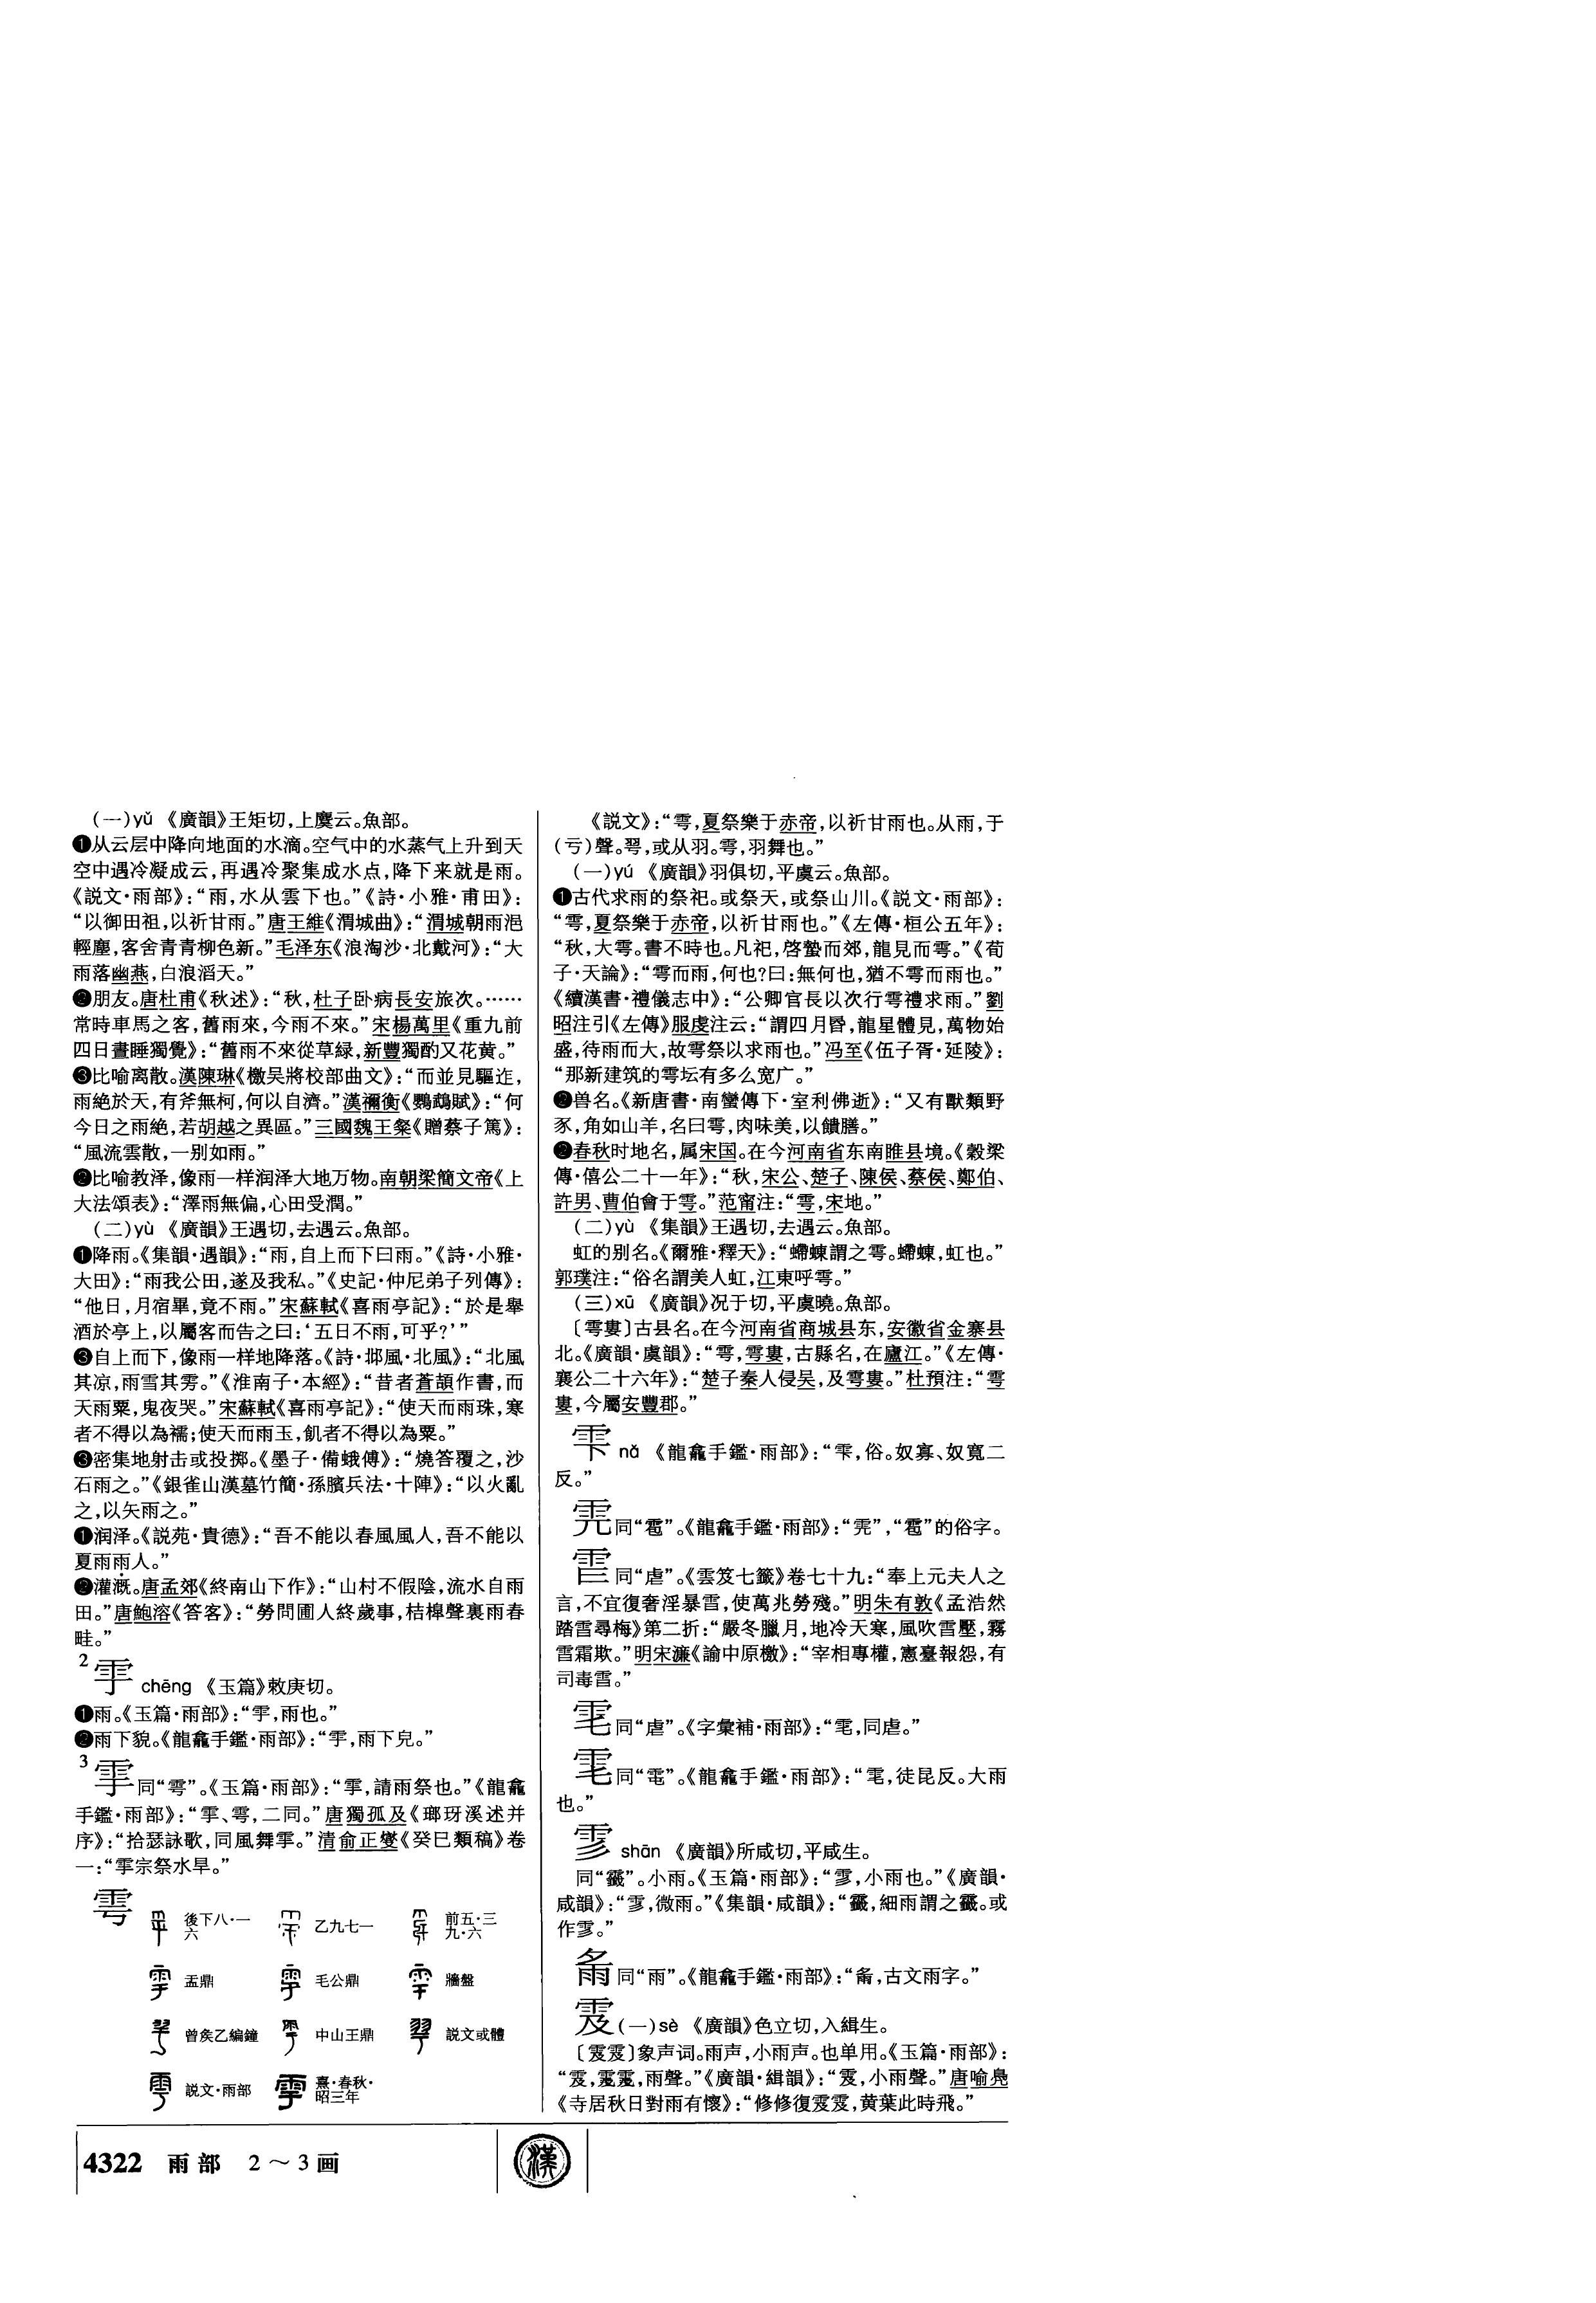 (一)yǔ 《廣韻》王矩切,上麌云。魚部。
❶从云层中降向地面的水滴。空气中的水蒸气上升到天
空中遇冷凝成云,再遇冷聚集成水点,降下来就是雨。
《説文·雨部》:“雨,水从雲下也。”《詩·小雅·甫田》:
“以御田祖,以祈甘雨。”唐王維《渭城曲》:“渭城朝雨浥
輕塵,客舍青青柳色新。”毛泽东《浪淘沙·北戴河》:“大
雨落幽燕,白浪滔天。”
❷朋友。唐杜甫《秋述》:“秋,杜子卧病長安旅次。……
常時車馬之客,舊雨來,今雨不來。”宋楊萬里《重九前
四日晝睡獨覺》:“舊雨不來從草緑,新豐獨酌又花黄。”
❸比喻离散。漢陳琳《檄吴將校部曲文》:“而並見驅迮,
雨絶於天,有斧無柯,何以自濟。”漢禰衡《鸚鵡賦》:“何
今日之雨絶,若胡越之異區。”三國魏王粲《贈蔡子篤》:
“風流雲散,一别如雨。”
❷比喻教泽,像雨一样润泽大地万物。南朝梁簡文帝《上
大法頌表》:“澤雨無偏,心田受潤。”
(二)yù 《廣韻》王遇切,去遇云。魚部。
❶降雨。《集韻·遇韻》:“雨,自上而下曰雨。”《詩·小雅·
大田》:“雨我公田,遂及我私。”《史記·仲尼弟子列傳》:
“他日,月宿畢,竟不雨。”宋蘇軾《喜雨亭記》:“於是舉
酒於亭上,以屬客而告之曰:‘五日不雨,可乎?’”
❸自上而下,像雨一样地降落。《詩·邶風·北風》:“北風
其凉,雨雪其雱。”《淮南子·本經》:“昔者蒼頡作書,而
天雨粟,鬼夜哭。”宋蘇軾《喜雨亭記》:“使天而雨珠,寒
者不得以為襦;使天而雨玉,飢者不得以為粟。”
❸密集地射击或投掷。《墨子·備蛾傅》:“燒答覆之,沙
石雨之。”《銀雀山漢墓竹簡·孫臏兵法·十陣》:“以火亂
之,以矢雨之。”
❶润泽。《説苑·貴德》:“吾不能以春風風人,吾不能以
夏雨雨人。”
❷灌溉。唐孟郊《終南山下作》:“山村不假陰,流水自雨
田。”唐鮑溶《答客》:“勞問圃人終歲事,桔橰聲裏雨春
畦。”
2 䨓 chēng 《玉篇》敕庚切。
❶雨。《玉篇·雨部》:“,雨也。”
❷雨下貌。《龍龕手鑑·雨部》:“,雨下皃。”
3 雽同“雩”。《玉篇·雨部》:“,請雨祭也。”《龍龕
手鑑·雨部》:“、雩,二同。”唐獨孤及《瑯玡溪述并
序》:“拾瑟詠歌,同風舞。”清俞正燮《癸巳類稿》卷
一:“宗祭水旱。”
雩 後下八·一六 乙九七一 前五·三九·六
盂鼎 毛公鼎 牆盤
曾矦乙編鐘 中山王鼎 説文或體
説文·雨部 熹·春秋·昭三年
《説文》:“雩,夏祭樂于赤帝,以祈甘雨也。从雨,于
(亏)聲。䨒,或从羽。雩,羽舞也。”
(一)yú 《廣韻》羽俱切,平虞云。魚部。
❶古代求雨的祭祀。或祭天,或祭山川。《説文·雨部》:
“雩,夏祭樂于赤帝,以祈甘雨也。”《左傳·桓公五年》:
“秋,大雩。書不時也。凡祀,啓蟄而郊,龍見而雩。”《荀
子·天論》:“雩而雨,何也?曰:無何也,猶不雩而雨也。”
《續漢書·禮儀志中》:“公卿官長以次行雩禮求雨。”劉
昭注引《左傳》服虔注云:“謂四月昏,龍星體見,萬物始
盛,待雨而大,故雩祭以求雨也。”冯至《伍子胥·延陵》:
“那新建筑的雩坛有多么宽广。”
❷兽名。《新唐書·南蠻傳下·室利佛逝》:“又有獸類野
豕,角如山羊,名曰雩,肉味美,以饋膳。”
❷春秋时地名,属宋国。在今河南省东南睢县境。《穀梁
傳·僖公二十一年》:“秋,宋公、楚子、陳侯、蔡侯、鄭伯、
許男、曹伯會于雩。”范甯注:“雩,宋地。”
(二)yù 《集韻》王遇切,去遇云。魚部。
虹的别名。《爾雅·釋天》:“螮蝀謂之雩。螮蝀,虹也。”
郭璞注:“俗名謂美人虹,江東呼雩。”
(三)xū 《廣韻》况于切,平虞曉。魚部。
〔雩婁〕古县名。在今河南省商城县东,安徽省金寨县
北。《廣韻·虞韻》:“雩,雩婁,古縣名,在廬江。”《左傳·
襄公二十六年》:“楚子秦人侵吴,及雩婁。”杜預注:“雩
婁,今屬安豐郡。”
nǎ 《龍龕手鑑·雨部》:“雫,俗。奴寡、奴寬二
反。”
同“雹”。《龍龕手鑑·雨部》:“”,“雹”的俗字。
同“虐”。《雲笈七籤》卷七十九:“奉上元夫人之
言,不宜復奢淫暴,使萬兆勞殘。”明朱有敦《孟浩然
踏雪尋梅》第二折:“嚴冬臘月,地冷天寒,風吹雪壓,霧
霜欺。”明宋濂《諭中原檄》:“宰相專權,憲臺報怨,有
司毒。”
同“虐”。《字彙補·雨部》:“,同虐。”
同“”。《龍龕手鑑·雨部》:“,徒昆反。大雨
也。”
䨘 shān 《廣韻》所咸切,平咸生。
同“”。小雨。《玉篇·雨部》:“,小雨也。”《廣韻·
咸韻》:“,微雨。”《集韻·咸韻》:“,細雨謂之。或
作。”
同“雨”。《龍龕手鑑·雨部》:“,古文雨字。”
(一)sè 《廣韻》色立切,入緝生。
〔〕象声词。雨声,小雨声。也单用。《玉篇·雨部》:
“,雨聲。”《廣韻·緝韻》:“,小雨聲。”唐喻鳧
《寺居秋日對雨有懷》:“修修復,黄葉此時飛。”
4322 雨部 2～3画
漢